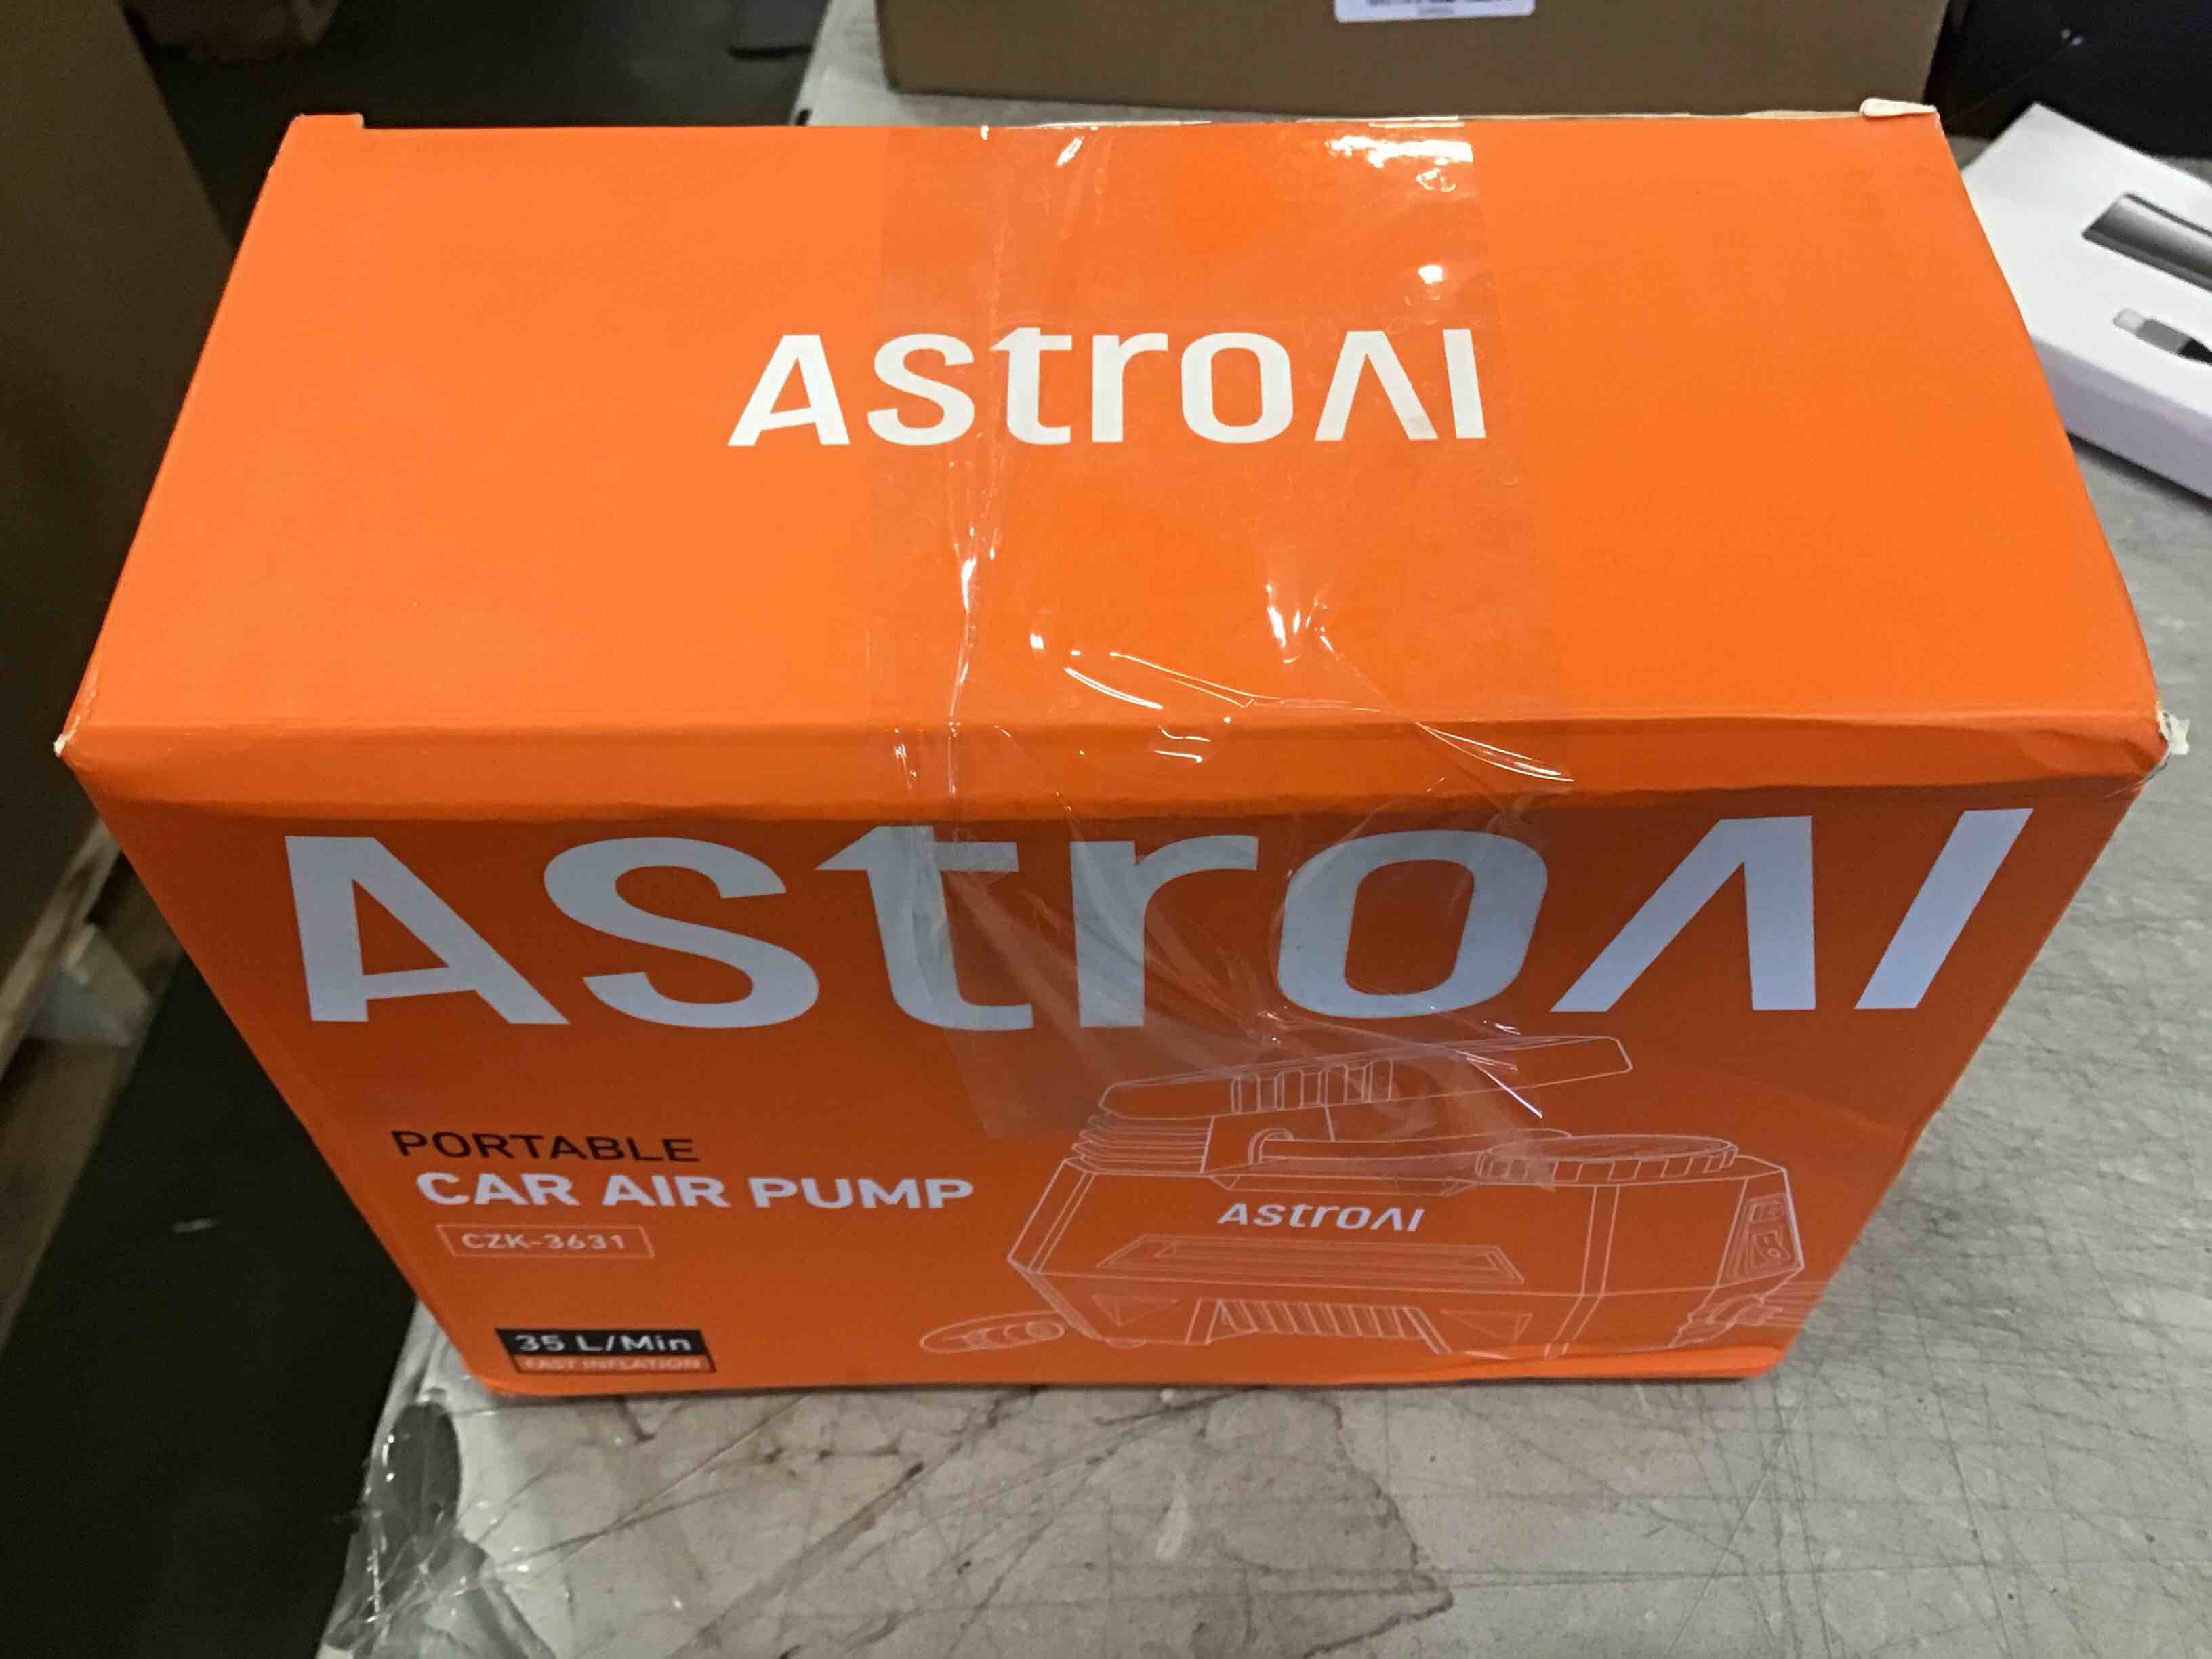 AstroAI
AstroAI
PORTABLE
CAR AIR PUMP
CZK-3631
AstroAI
35 L/Min
FAST INFLATION